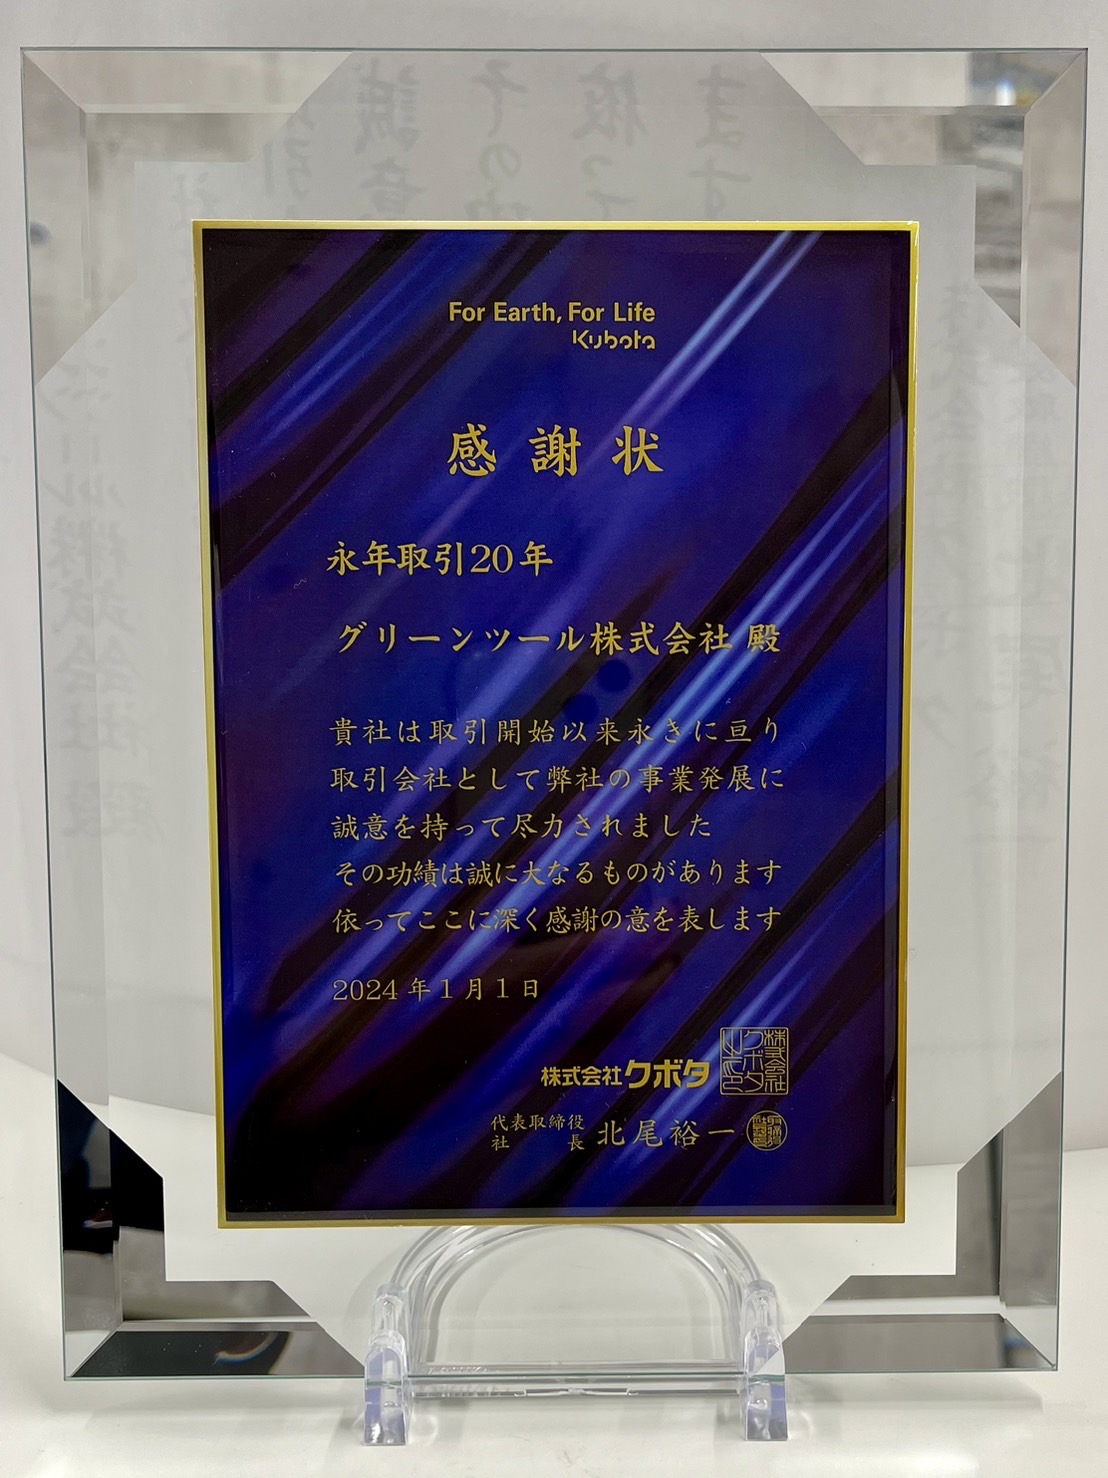 For Earth, For Life
Kubota
感謝状
永年取引20年
グリーンツール株式会社 殿
貴社は取引開始以来永きに亘り
取引会社として弊社の事業発展に
誠意を持って尽力されました
その功績は誠に大なるものがあります
依ってここに深く感謝の意を表します
2024年1月1日
株式会社クボタ
代表取締役
社長 北尾裕一